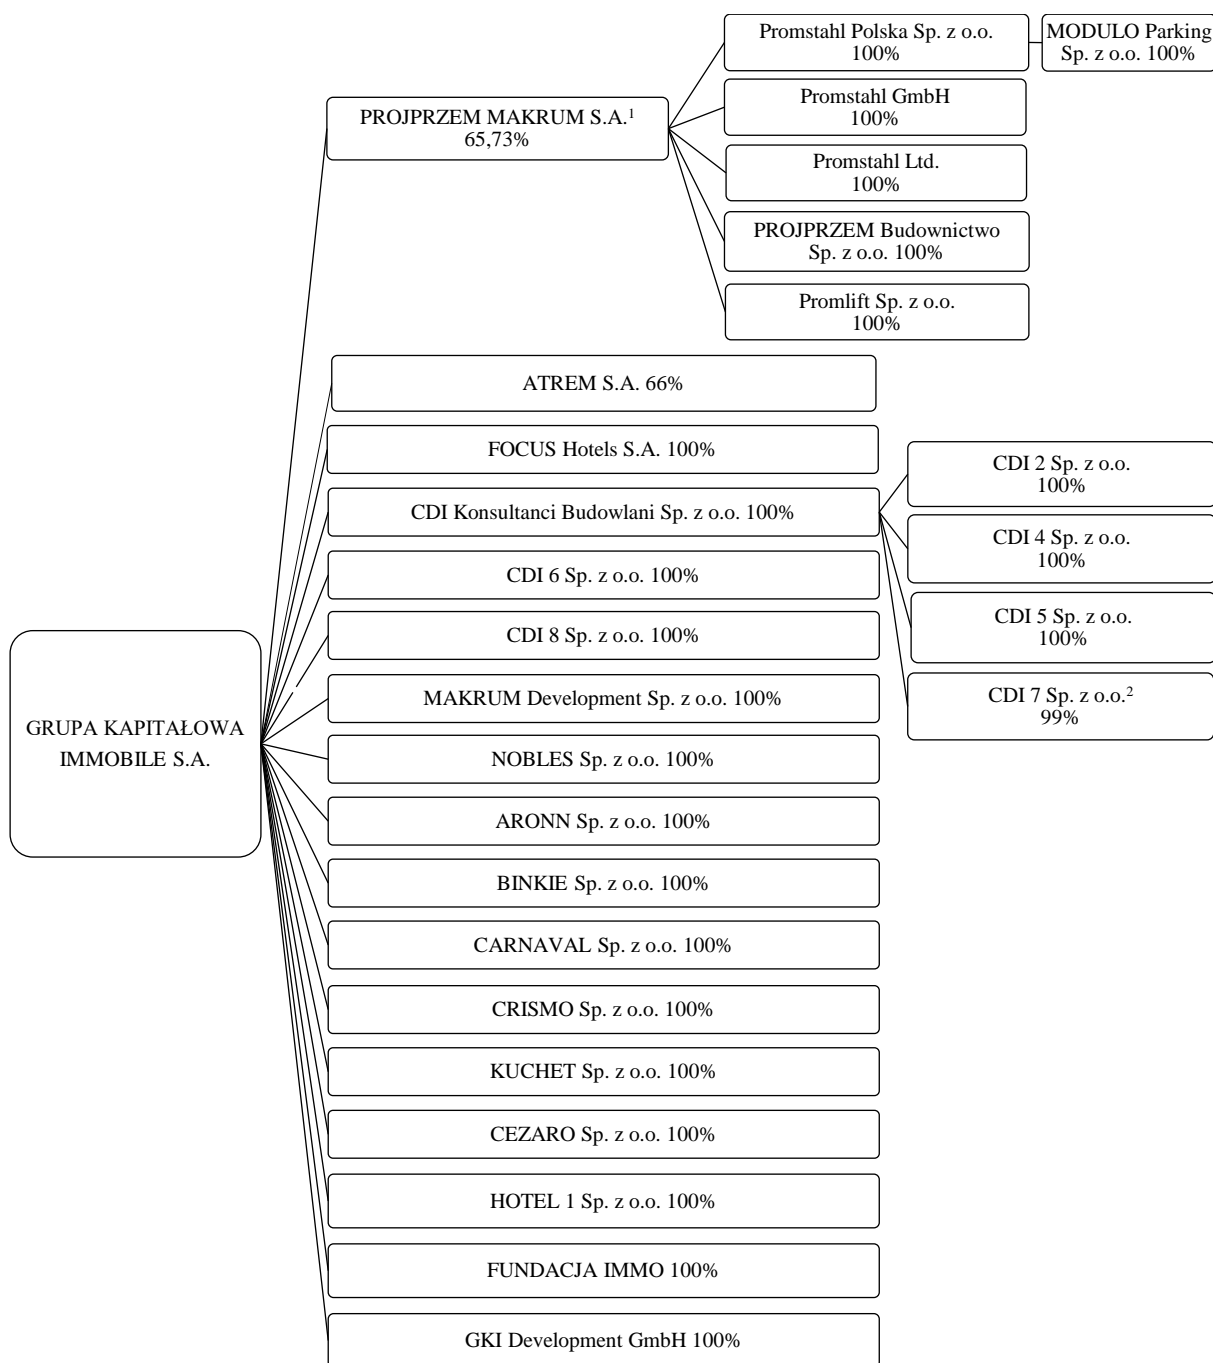 Promstahl Polska Sp. z o.o.
100%
MODULO Parking
Sp. z o.o. 100%
PROJPRZEM MAKRUM S.A.¹
65,73%
Promstahl GmbH
100%
Promstahl Ltd.
100%
PROJPRZEM Budownictwo
Sp. z o.o. 100%
Promlift Sp. z o.o.
100%
ATREM S.A. 66%
FOCUS Hotels S.A. 100%
CDI Konsultanci Budowlani Sp. z o.o. 100%
CDI 2 Sp. z o.o.
100%
CDI 4 Sp. z o.o.
100%
CDI 5 Sp. z o.o.
100%
CDI 7 Sp. z o.o.²
99%
CDI 6 Sp. z o.o. 100%
CDI 8 Sp. z o.o. 100%
MAKRUM Development Sp. z o.o. 100%
GRUPA KAPITAŁOWA
IMMOBILE S.A.
NOBLES Sp. z o.o. 100%
ARONN Sp. z o.o. 100%
BINKIE Sp. z o.o. 100%
CARNAVAL Sp. z o.o. 100%
CRISMO Sp. z o.o. 100%
KUCHET Sp. z o.o. 100%
CEZARO Sp. z o.o. 100%
HOTEL 1 Sp. z o.o. 100%
FUNDACJA IMMO 100%
GKI Development GmbH 100%